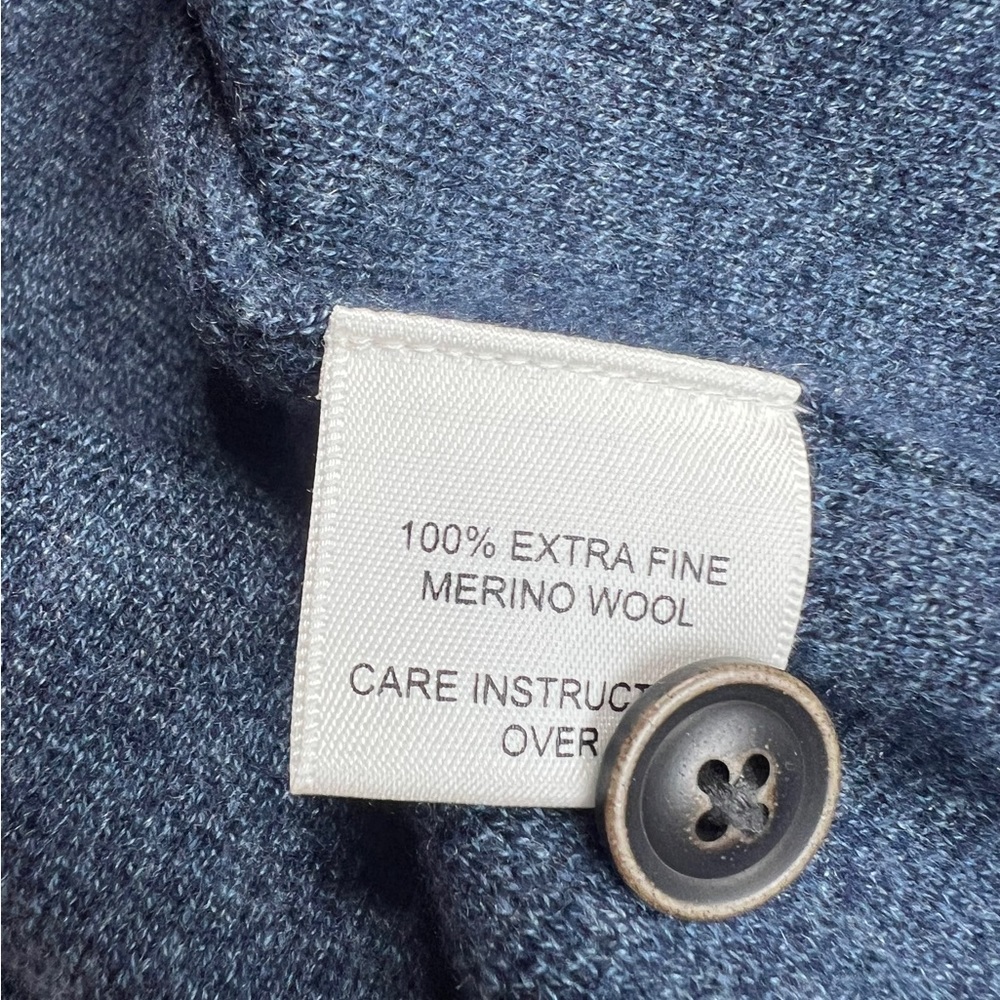 100% EXTRA FINE
MERINO WOOL
CARE INSTRUCT
OVER